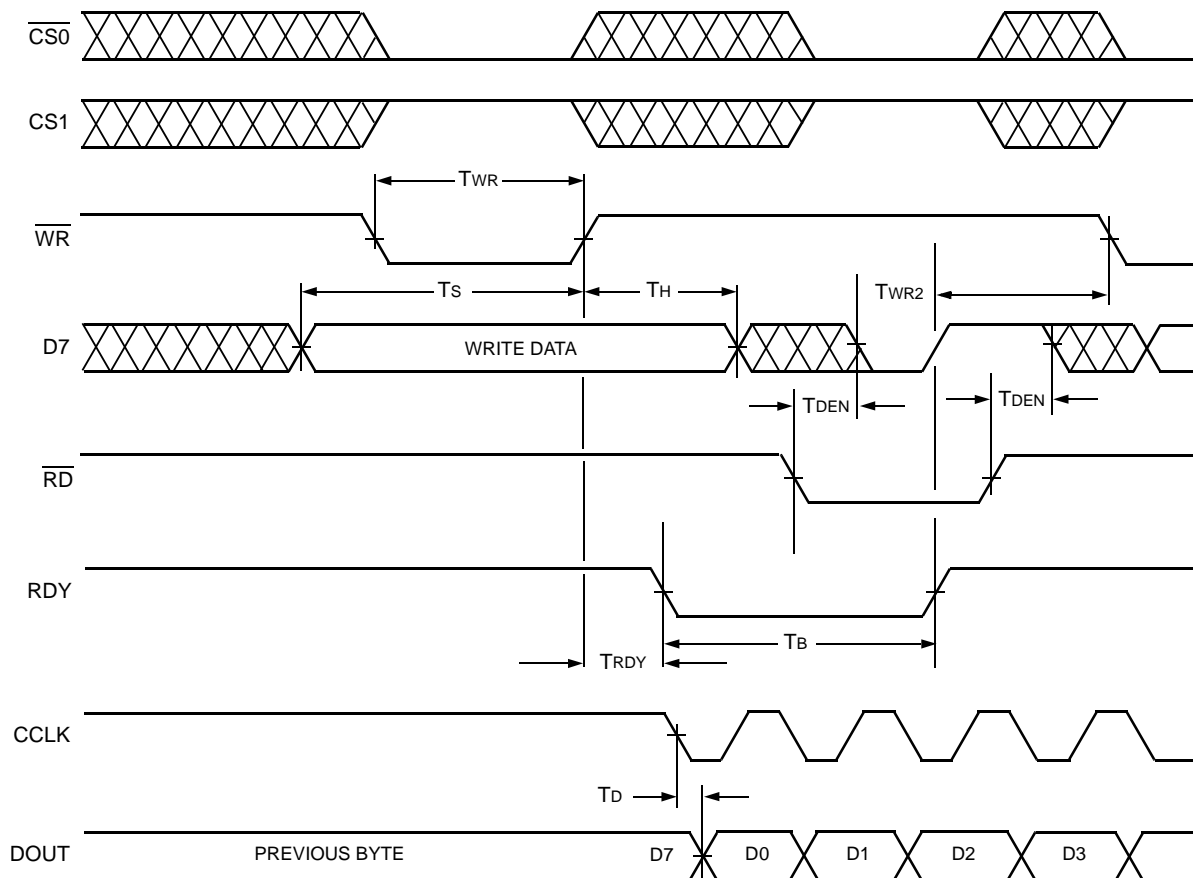 CS0
CS1
TWR
WR
TS TH TWR2
D7 WRITE DATA
TDEN TDEN
RD
RDY
TB
TRDY
CCLK
TD
DOUT PREVIOUS BYTE D7 D0 D1 D2 D3